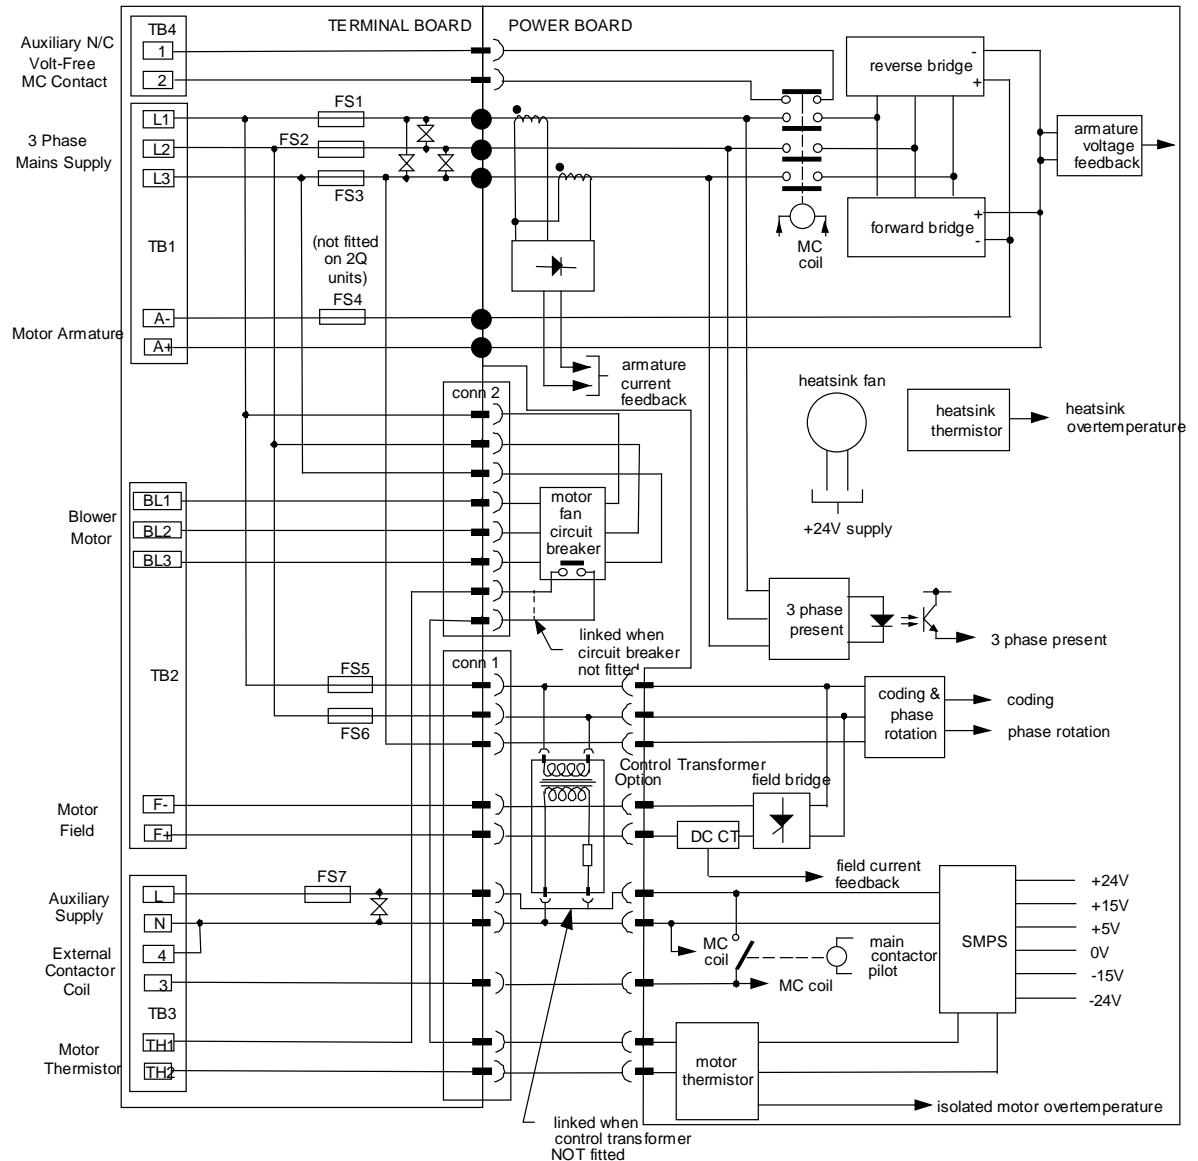 TERMINAL BOARD
POWER BOARD
Auxiliary N/C
Volt-Free
MC Contact
TB4
1
2
reverse bridge
-
+
3 Phase
Mains Supply
L1
L2
L3
FS1
FS2
FS3
armature
voltage
feedback
forward bridge
+
-
MC
coil
TB1
(not fitted
on 2Q
units)
FS4
Motor Armature
A-
A+
armature
current
feedback
heatsink fan
heatsink
thermistor
heatsink
overtemperature
+24V supply
conn 2
Blower
Motor
BL1
BL2
BL3
motor
fan
circuit
breaker
linked when
circuit breaker
not fitted
3 phase
present
3 phase present
TB2
conn 1
FS5
FS6
coding &
phase
rotation
coding
phase rotation
Control Transformer
Option
field bridge
Motor
Field
F-
F+
DC CT
field current
feedback
Auxiliary
Supply
L
N
FS7
External
Contactor
Coil
4
3
TB3
MC
coil
MC coil
main
contactor
pilot
SMPS
+24V
+15V
+5V
0V
-15V
-24V
Motor
Thermistor
TH1
TH2
motor
thermistor
isolated motor overtemperature
linked when
control transformer
NOT fitted